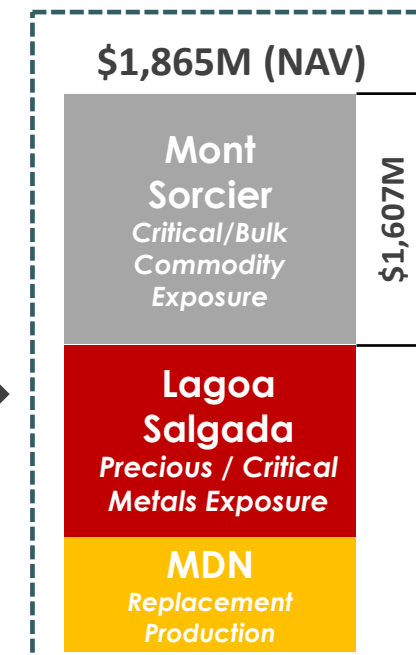 $1,865M (NAV)
Mont
Sorcier
Critical/Bulk
Commodity
Exposure
$1,607M
Lagoa
Salgada
Precious / Critical
Metals Exposure
MDN
Replacement
Production